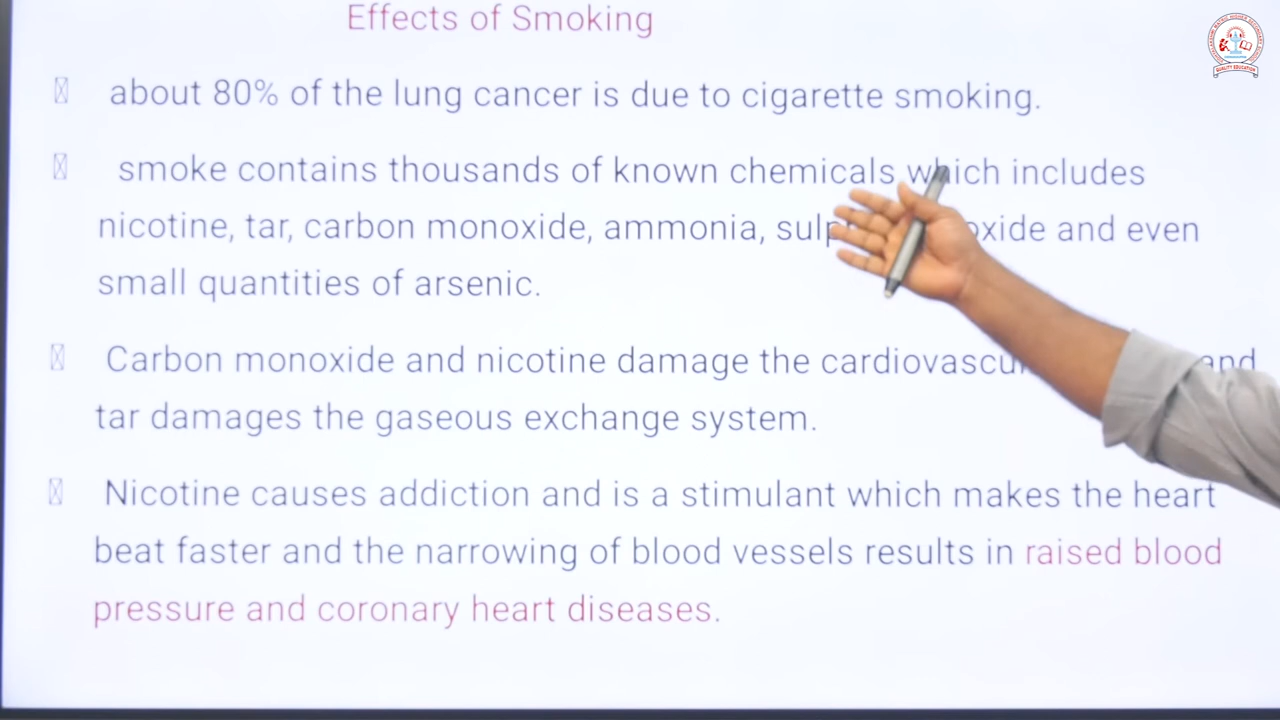 Effects of Smoking
about 80% of the lung cancer is due to cigarette smoking.
smoke contains thousands of known chemicals which includes
nicotine, tar, carbon monoxide, ammonia, and even
small quantities of arsenic.
Carbon monoxide and nicotine damage the and
tar damages the gaseous exchange system.
Nicotine causes addiction and is a stimulant which makes the heart
beat faster and the narrowing of blood vessels results in raised blood
pressure and coronary heart diseases.
QUALITY EDUCATION